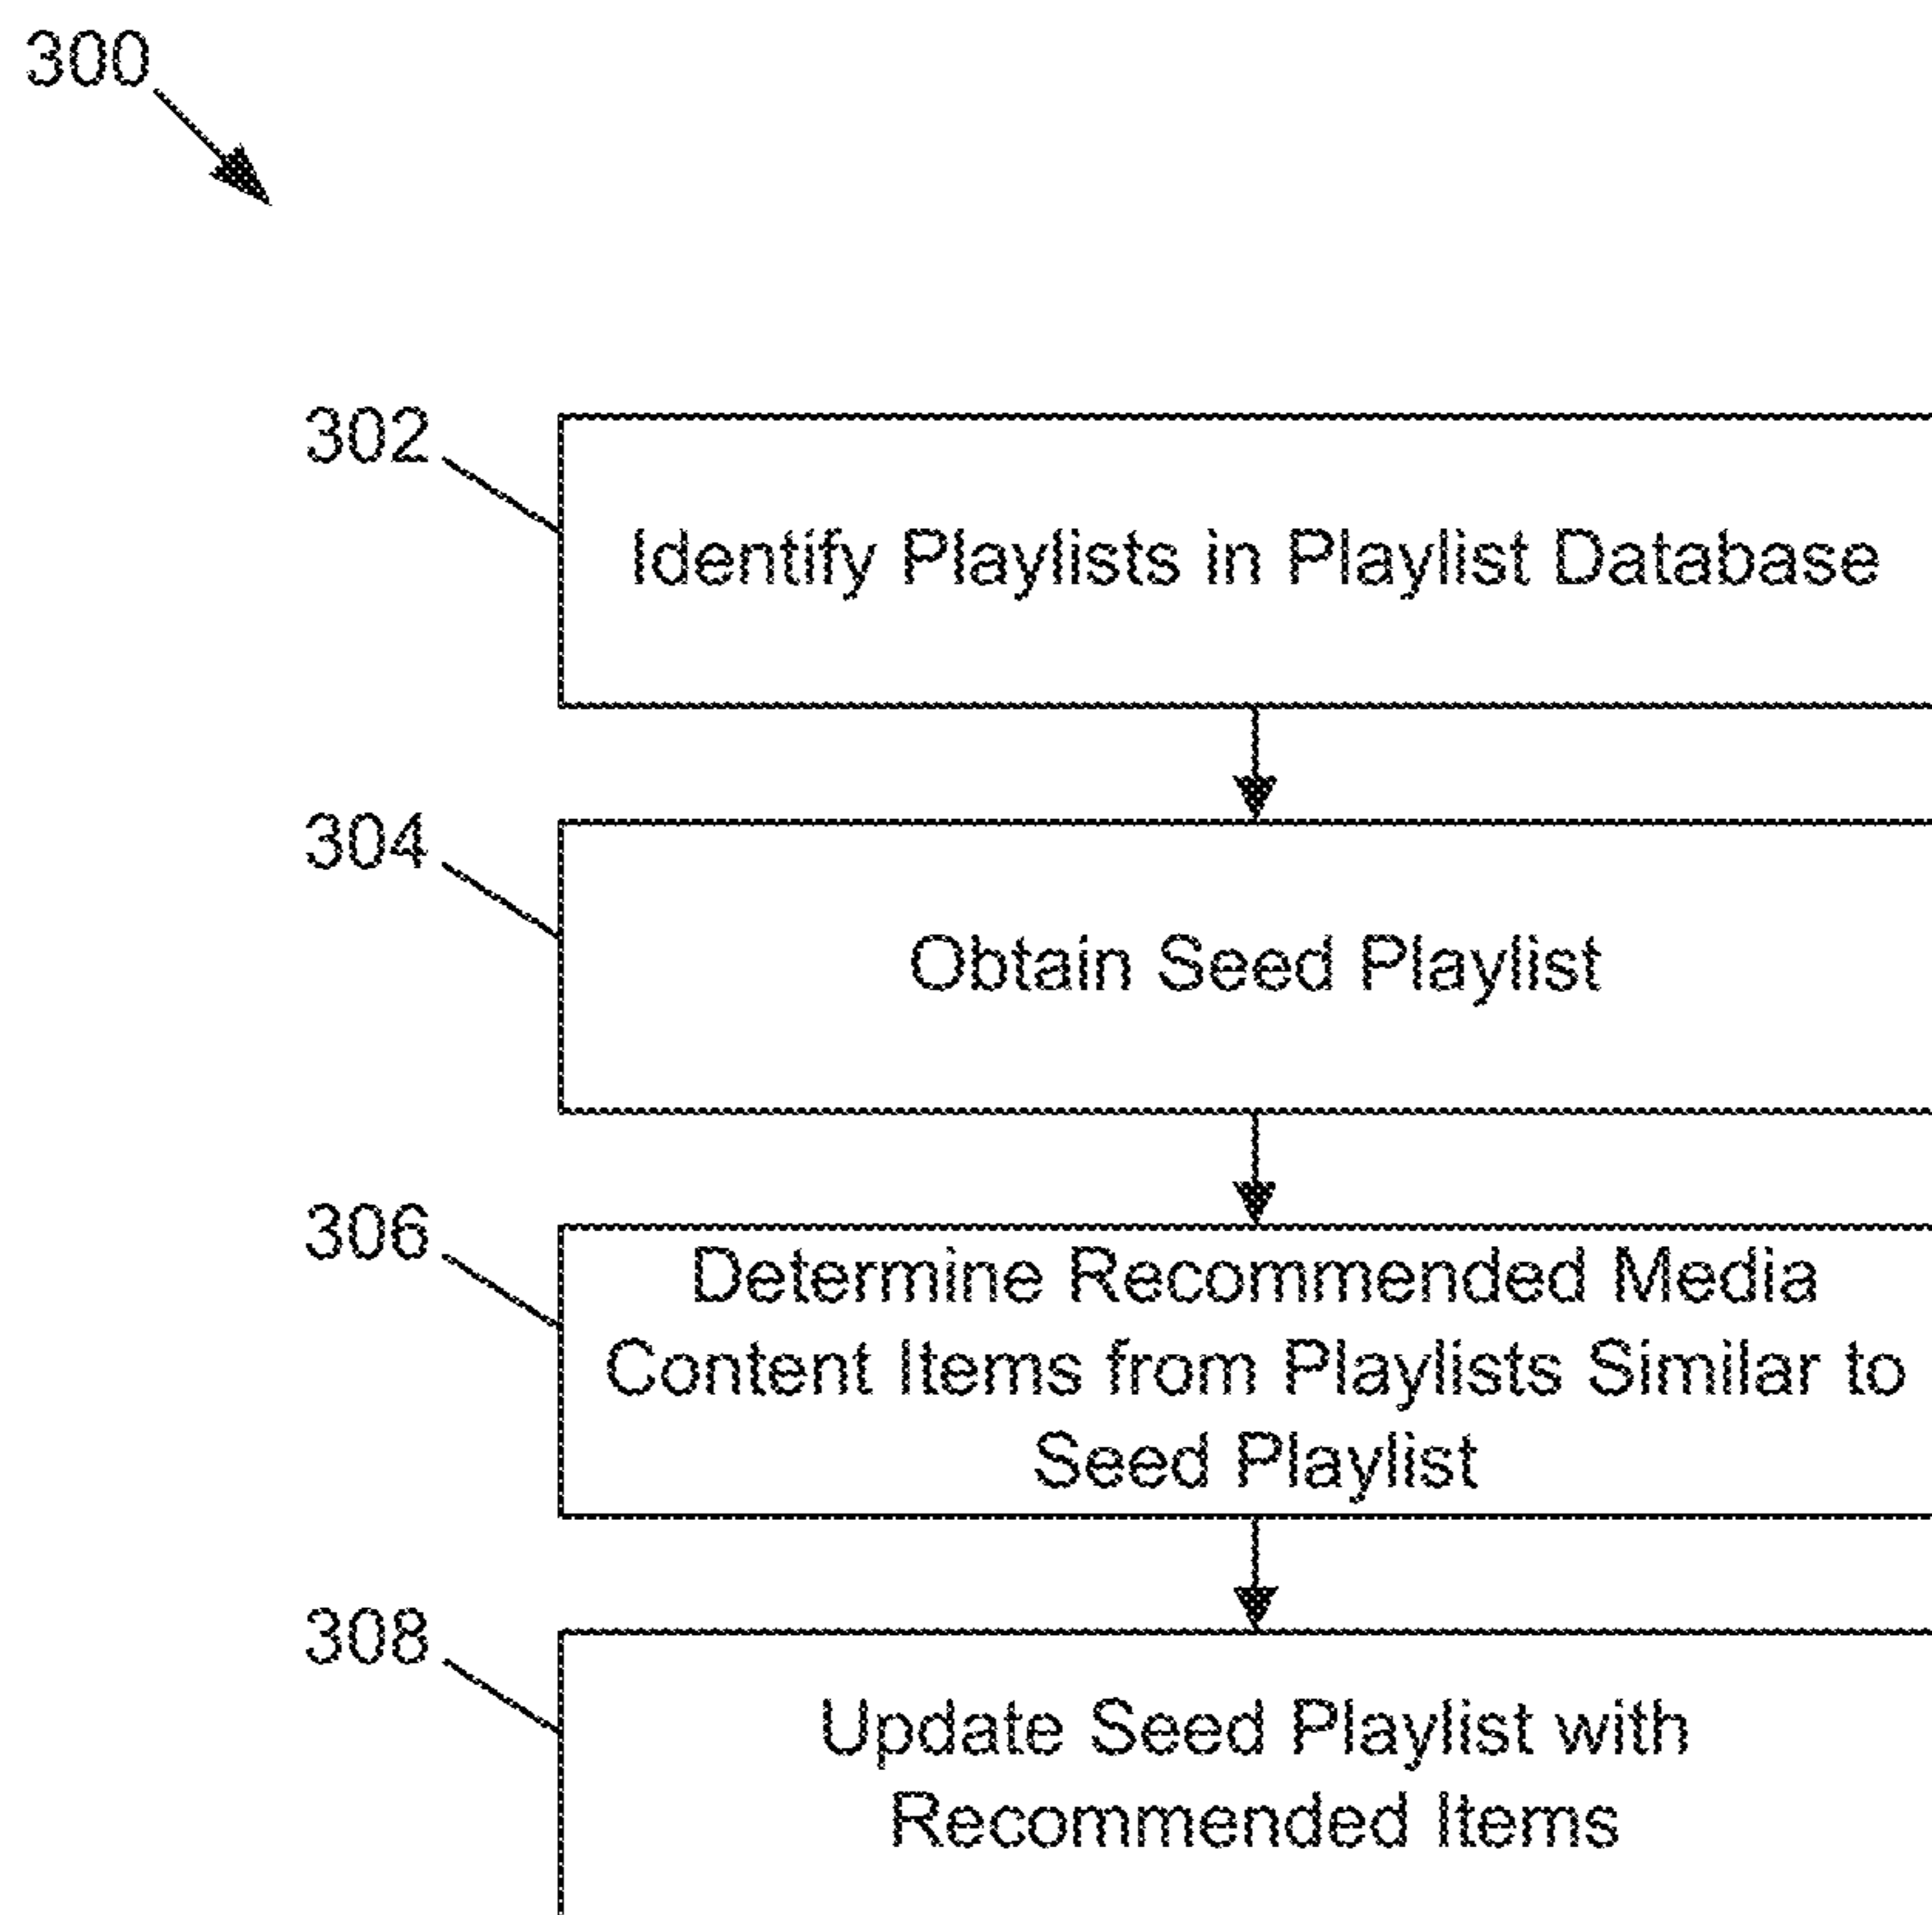 300
302
Identify Playlists in Playlist Database
304
Obtain Seed Playlist
306
Determine Recommended Media
Content Items from Playlists Similar to
Seed Playlist
308
Update Seed Playlist with
Recommended Items